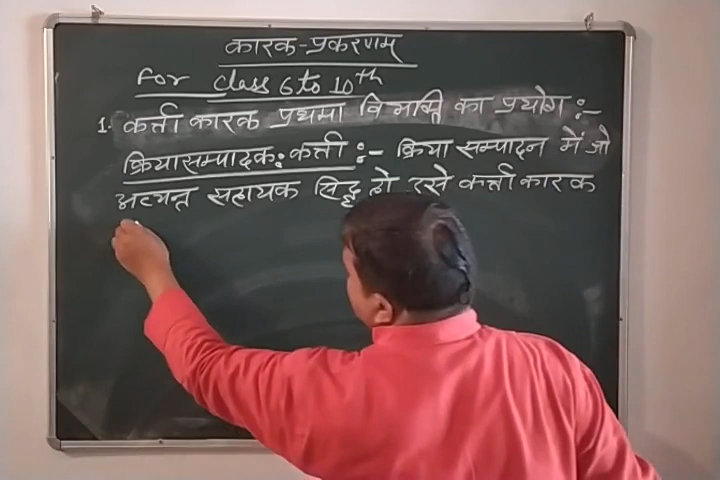 कारक-प्रकरणम्
For Class 6 to 10th
1. कर्त्ता कारक प्रथमा विभक्ति का प्रयोग :-
क्रियासम्पादक: कर्त्ता :- क्रिया सम्पादन में जो
अत्यन्त सहायक सिद्ध हो उसे कर्त्ता कारक